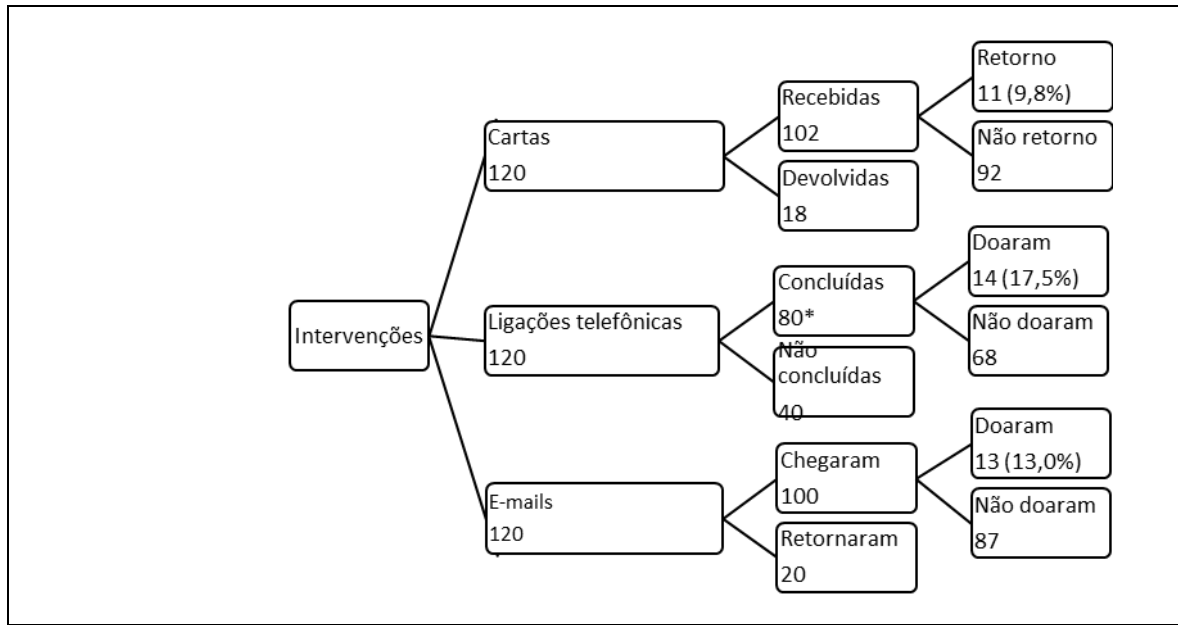 Intervenções
Cartas
120
Recebidas
102
Retorno
11 (9,8%)
Não retorno
92
Devolvidas
18
Ligações telefônicas
120
Concluídas
80*
Doaram
14 (17,5%)
Não doaram
68
Não
concluídas
40
E-mails
120
Chegaram
100
Doaram
13 (13,0%)
Não doaram
87
Retornaram
20